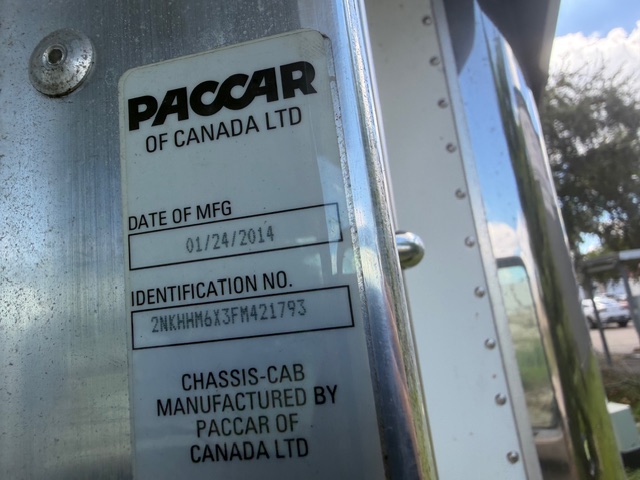 PACCAR
OF CANADA LTD
DATE OF MFG
01/24/2014
IDENTIFICATION NO.
2NKHHM6X3FM421793
CHASSIS-CAB
MANUFACTURED BY
PACCAR OF
CANADA LTD